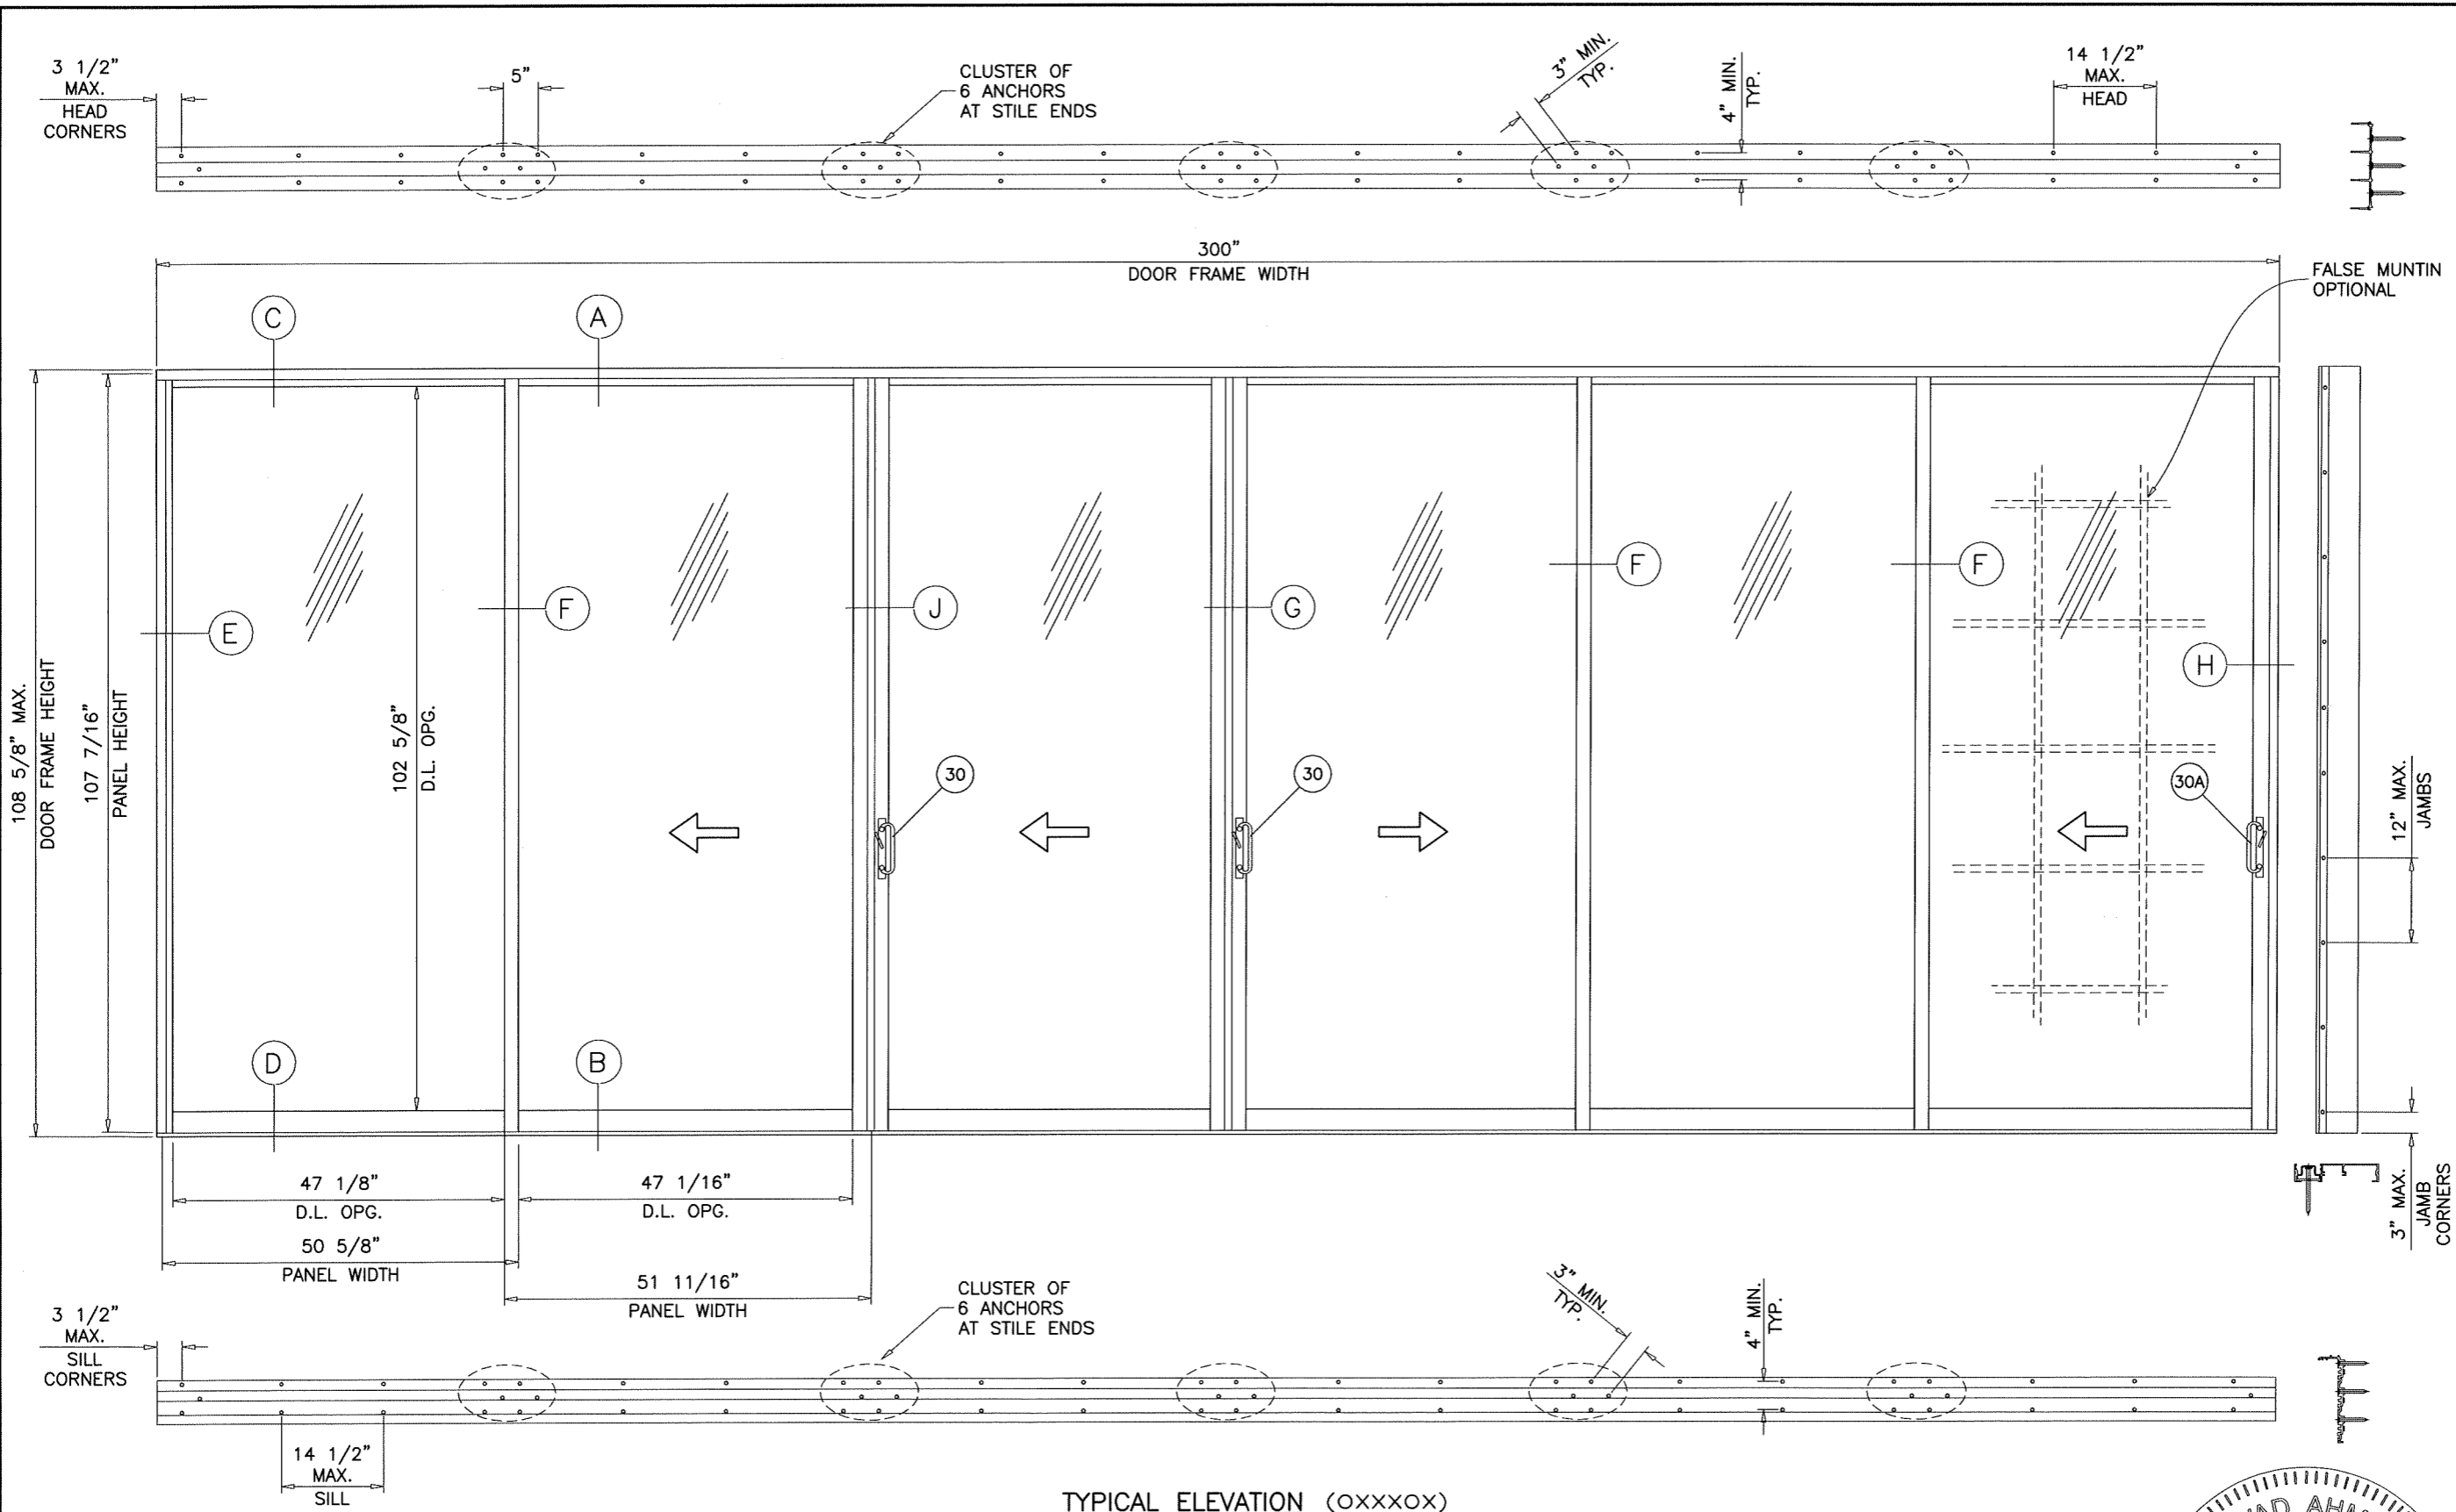 3 1/2"
MAX.
HEAD
CORNERS
5"
CLUSTER OF
6 ANCHORS
AT STILE ENDS
3" MIN.
TYP.
4" MIN.
TYP.
14 1/2"
MAX.
HEAD
300"
DOOR FRAME WIDTH
FALSE MUNTIN
OPTIONAL
C
A
108 5/8" MAX.
DOOR FRAME HEIGHT
107 7/16"
PANEL HEIGHT
102 5/8"
D.L. OPG.
E
F
J
G
F
F
H
30
30
30A
12" MAX.
JAMBS
D
B
47 1/8"
D.L. OPG.
47 1/16"
D.L. OPG.
50 5/8"
PANEL WIDTH
51 11/16"
PANEL WIDTH
3" MAX.
JAMB
CORNERS
3 1/2"
MAX.
SILL
CORNERS
CLUSTER OF
6 ANCHORS
AT STILE ENDS
3" MIN.
TYP.
4" MIN.
TYP.
14 1/2"
MAX.
SILL
TYPICAL ELEVATION (OXXXOX)